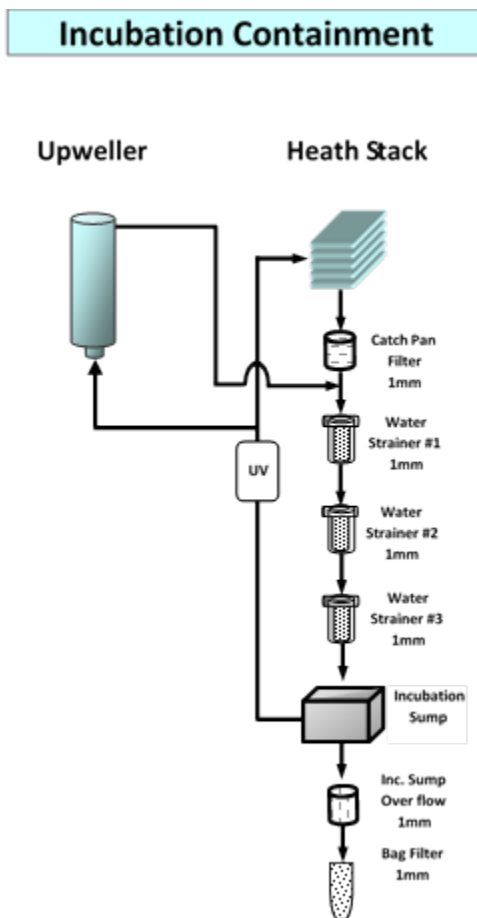 Incubation Containment
Upweller
Heath Stack
Catch Pan
Filter
1mm
Water
Strainer #1
1mm
UV
Water
Strainer #2
1mm
Water
Strainer #3
1mm
Incubation
Sump
Inc. Sump
Over flow
1mm
Bag Filter
1mm